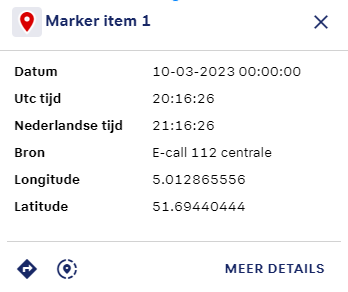 Marker item 1
Datum 10-03-2023 00:00:00
Utc tijd 20:16:26
Nederlandse tijd 21:16:26
Bron E-call 112 centrale
Longitude 5.012865556
Latitude 51.69440444
MEER DETAILS